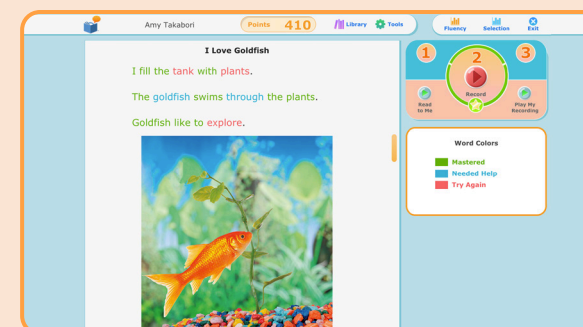 Amy Takabori
Points 410
Library
Tools
Fluency
Selection
Exit
I Love Goldfish
I fill the tank with plants.
The goldfish swims through the plants.
Goldfish like to explore.
1
2
3
Record
Read
to Me
Play My
Recording
Word Colors
Mastered
Needed Help
Try Again